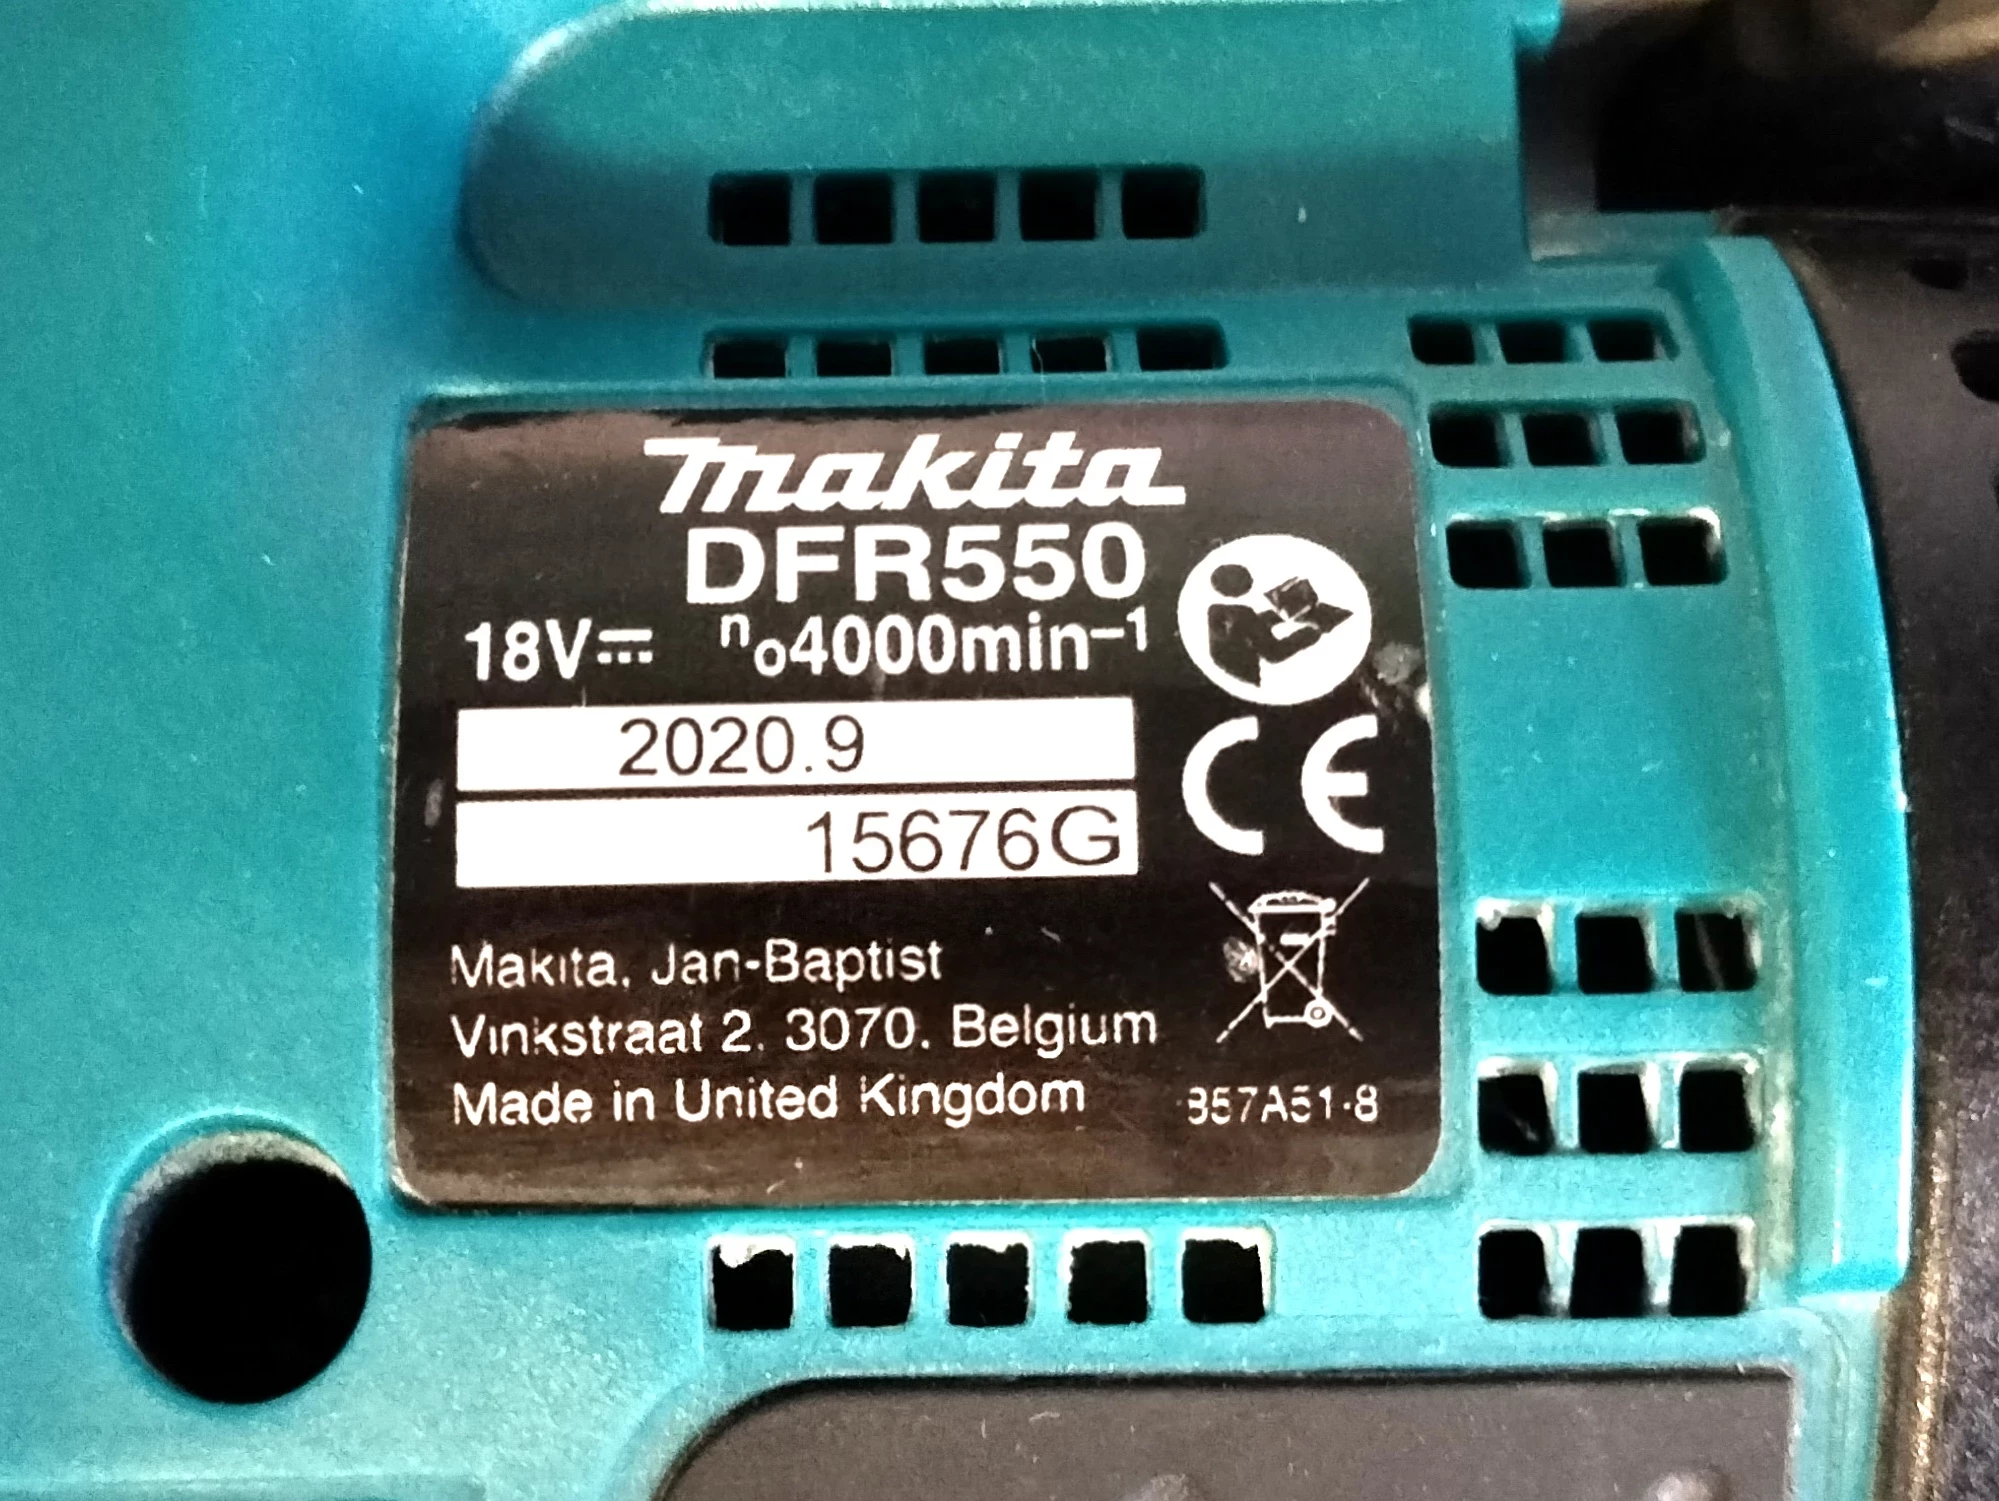 makita
DFR550
18V⎓ n₀4000min⁻¹
2020.9
15676G
CE
Makita, Jan-Baptist
Vinkstraat 2, 3070, Belgium
Made in United Kingdom
857A51-8